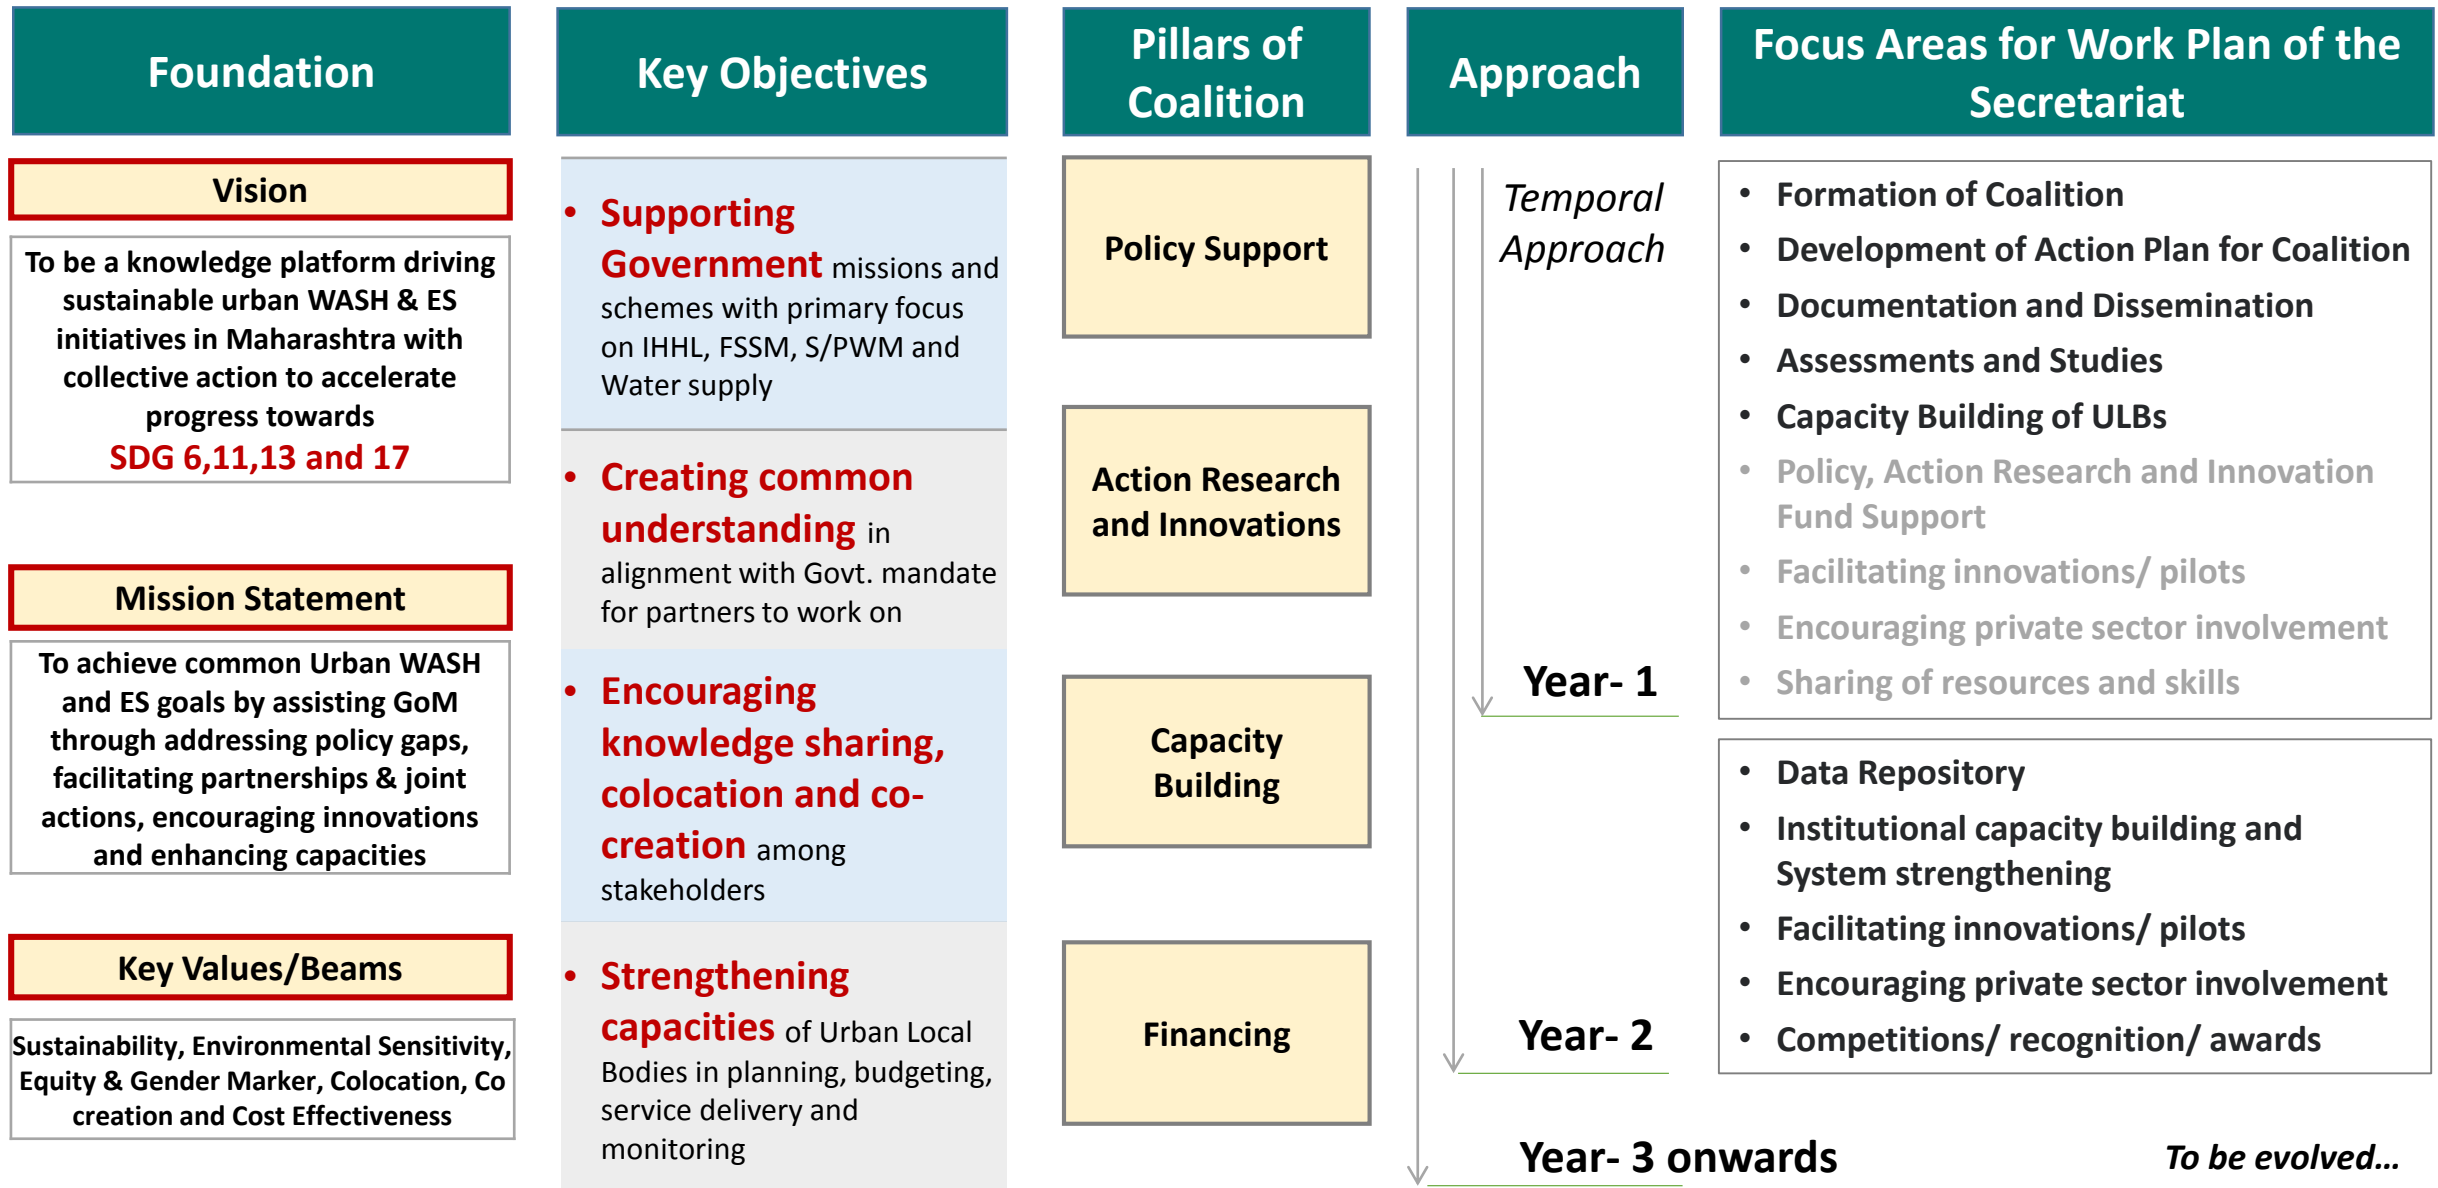 Foundation
Key Objectives
Pillars of
Coalition
Approach
Focus Areas for Work Plan of the
Secretariat
Vision
To be a knowledge platform driving
sustainable urban WASH & ES
initiatives in Maharashtra with
collective action to accelerate
progress towards
SDG 6,11,13 and 17
Mission Statement
To achieve common Urban WASH
and ES goals by assisting GoM
through addressing policy gaps,
facilitating partnerships & joint
actions, encouraging innovations
and enhancing capacities
Key Values/Beams
Sustainability, Environmental Sensitivity,
Equity & Gender Marker, Colocation, Co
creation and Cost Effectiveness
• Supporting
Government missions and
schemes with primary focus
on IHHL, FSSM, S/PWM and
Water supply
• Creating common
understanding in
alignment with Govt. mandate
for partners to work on
• Encouraging
knowledge sharing,
colocation and co-
creation among
stakeholders
• Strengthening
capacities of Urban Local
Bodies in planning, budgeting,
service delivery and
monitoring
Policy Support
Action Research
and Innovations
Capacity
Building
Financing
Temporal
Approach
Year- 1
Year- 2
Year- 3 onwards
• Formation of Coalition
• Development of Action Plan for Coalition
• Documentation and Dissemination
• Assessments and Studies
• Capacity Building of ULBs
• Policy, Action Research and Innovation
Fund Support
• Facilitating innovations/ pilots
• Encouraging private sector involvement
• Sharing of resources and skills
• Data Repository
• Institutional capacity building and
System strengthening
• Facilitating innovations/ pilots
• Encouraging private sector involvement
• Competitions/ recognition/ awards
To be evolved...